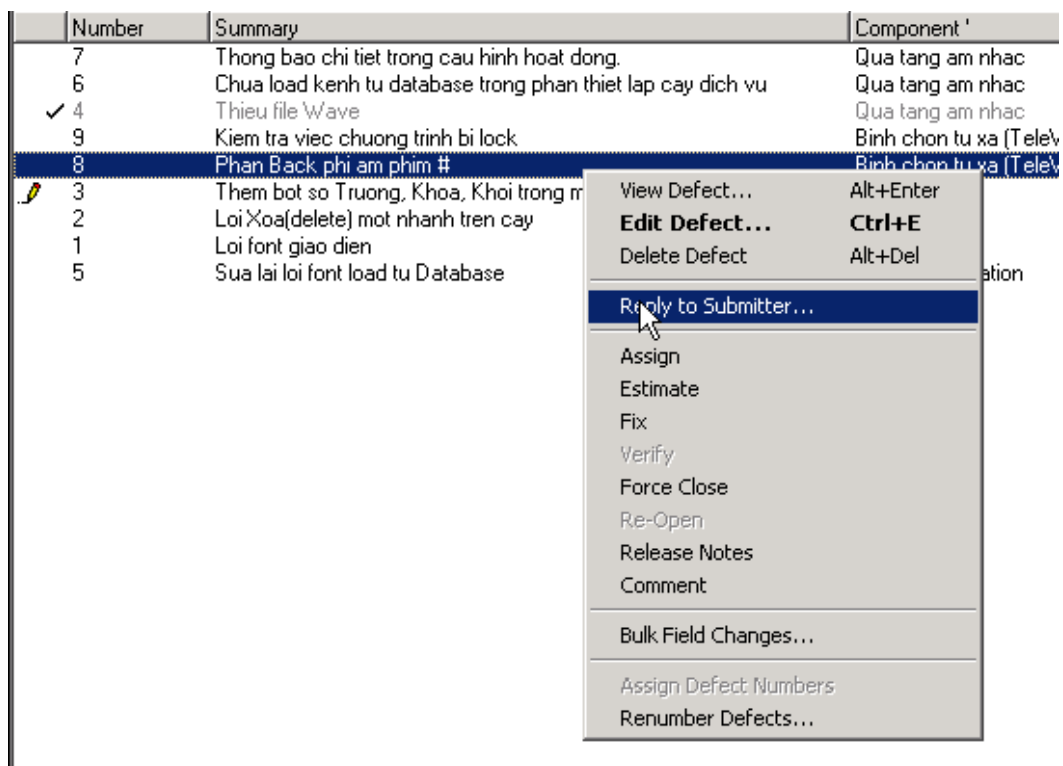 Number Summary Component '
7 Thong bao chi tiet trong cau hinh hoat dong. Qua tang am nhac
6 Chua load kenh tu database trong phan thiet lap cay dich vu Qua tang am nhac
4 Thieu file Wave Qua tang am nhac
9 Kiem tra viec chuong trinh bi lock Binh chon tu xa (TeleV
8 Phan Back phi am phim # Binh chon tu xa (TeleV
3 Them bot so Truong, Khoa, Khoi trong m
2 Loi Xoa(delete) mot nhanh tren cay
1 Loi font giao dien
5 Sua lai loi font load tu Database ation
View Defect... Alt+Enter
Edit Defect... Ctrl+E
Delete Defect Alt+Del
Reply to Submitter...
Assign
Estimate
Fix
Verify
Force Close
Re-Open
Release Notes
Comment
Bulk Field Changes...
Assign Defect Numbers
Renumber Defects...